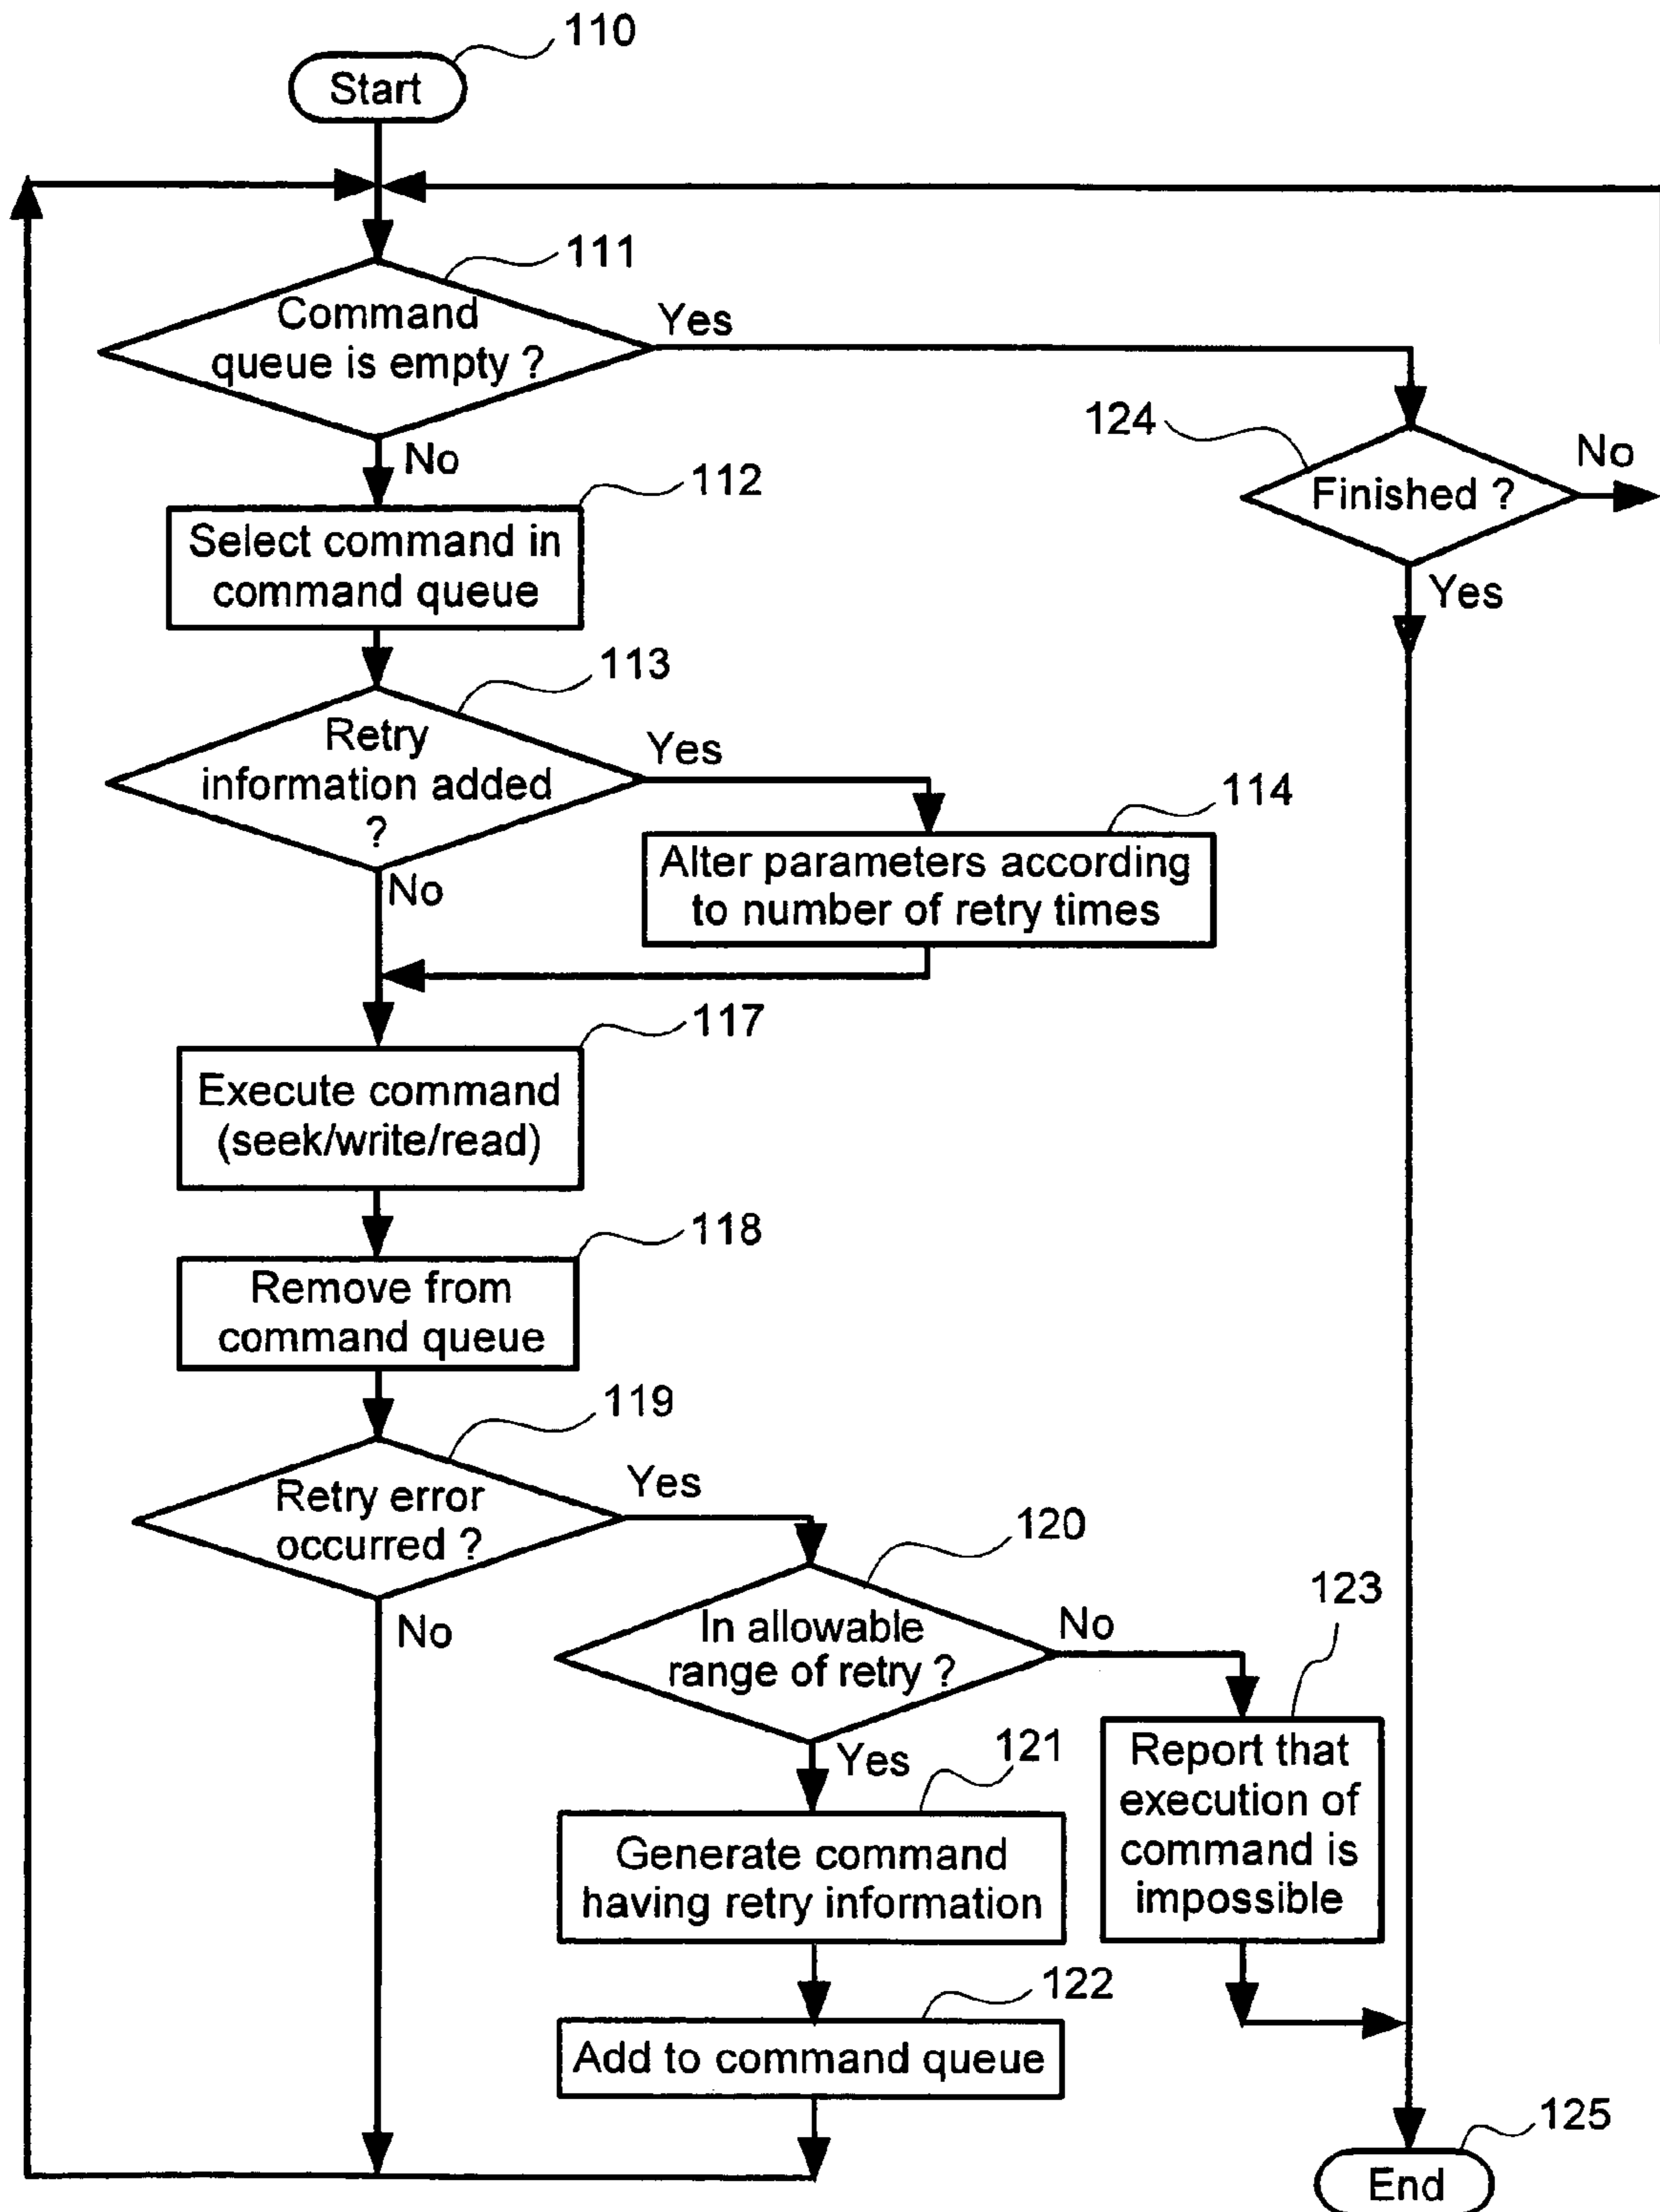 110
Start
111
Command
queue is empty ?
Yes
No
124
Finished ?
No
Yes
112
Select command in
command queue
113
Retry
information added
?
Yes
No
114
Alter parameters according
to number of retry times
117
Execute command
(seek/write/read)
118
Remove from
command queue
119
Retry error
occurred ?
Yes
No
120
In allowable
range of retry ?
No
Yes
123
Report that
execution of
command is
impossible
121
Generate command
having retry information
122
Add to command queue
125
End